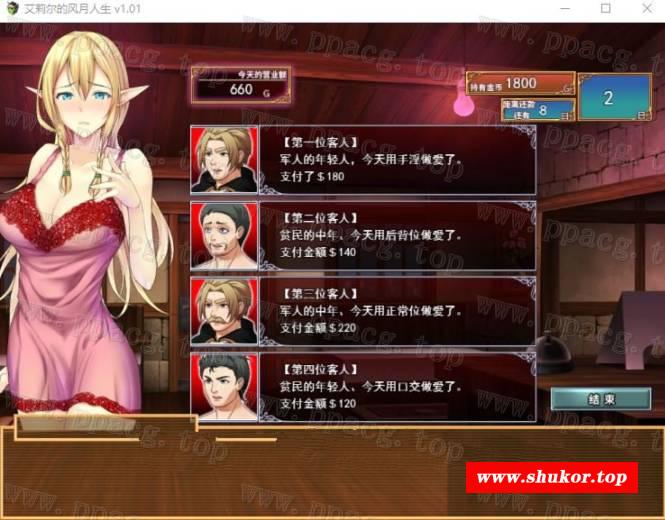 艾莉尔的风月人生 v1.01
今天的营业额
660 G
持有金币 1800 G
距离还款
还有 8 日
2 日
【第一位客人】
军人的年轻人，今天用手淫做爱了。
支付了＄180
【第二位客人】
贫民的中年、今天用后背位做爱了。
支付金额＄140
【第三位客人】
军人的中年、今天用正常位做爱了。
支付金额＄220
【第四位客人】
贫民的年轻人、今天用口交做爱了。
支付金额＄120
结束
www.shukor.top
www.ppacg.top